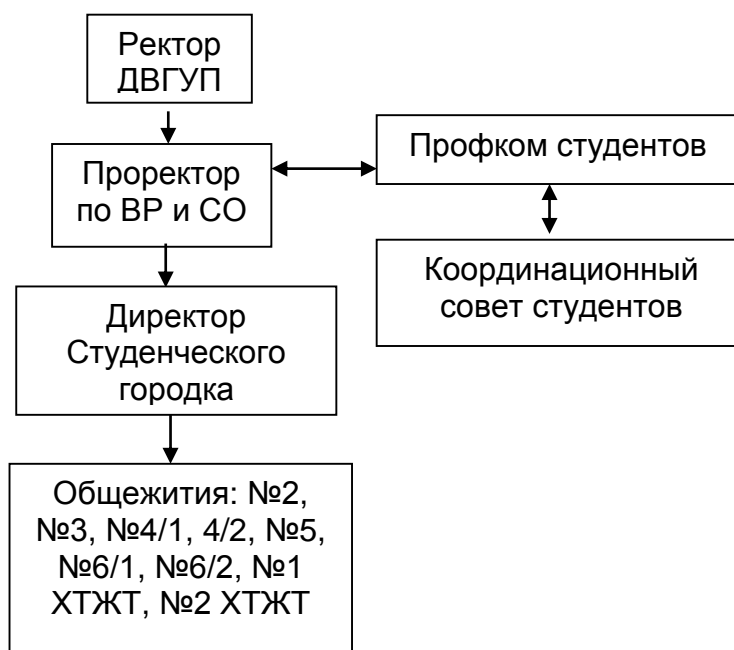 Ректор
ДВГУП
Профком студентов
Проректор
по ВР и СО
Координационный
совет студентов
Директор
Студенческого
городка
Общежития: №2,
№3, №4/1, 4/2, №5,
№6/1, №6/2, №1
ХТЖТ, №2 ХТЖТ